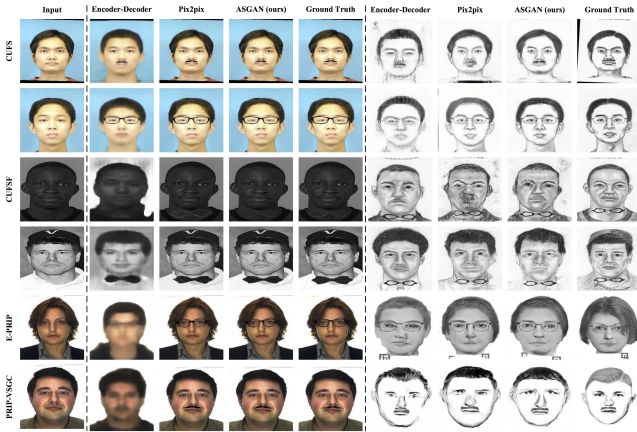 Input Encoder-Decoder Pix2pix ASGAN (ours) Ground Truth Encoder-Decoder Pix2pix ASGAN (ours) Ground Truth
CUFS
CUFSF
E-PRIP
PRIP-VSGC